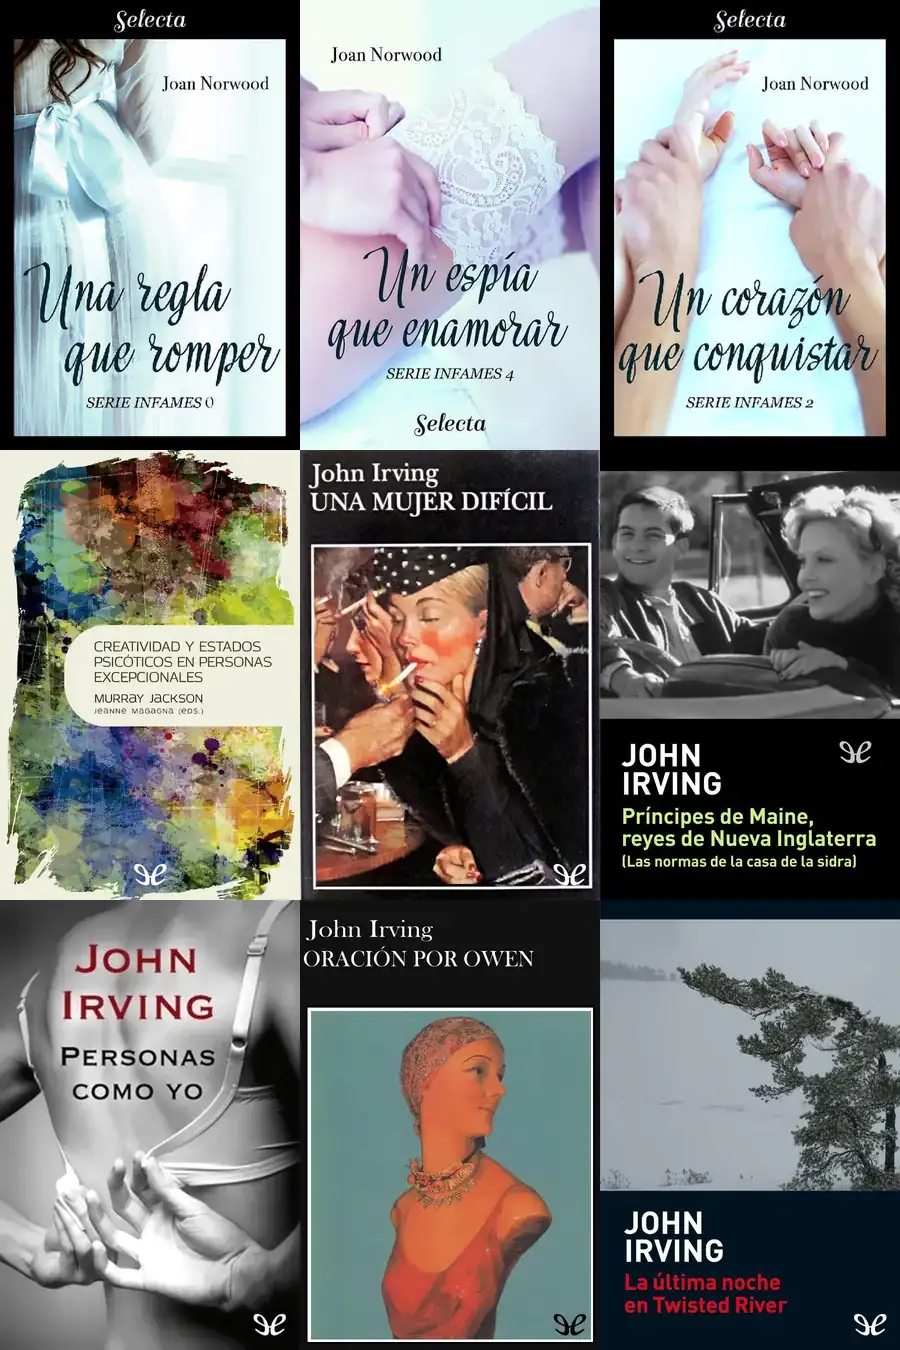 Selecta
Joan Norwood
Una regla
que romper
SERIE INFAMES 0
Joan Norwood
Un espía
que enamorar
SERIE INFAMES 4
Selecta
Selecta
Joan Norwood
Un corazón
que conquistar
SERIE INFAMES 2
CREATIVIDAD Y ESTADOS
PSICÓTICOS EN PERSONAS
EXCEPCIONALES
MURRAY JACKSON
JEANNE MAGAGNA (EDS.)
John Irving
UNA MUJER DIFÍCIL
JOHN
IRVING
Príncipes de Maine,
reyes de Nueva Inglaterra
(Las normas de la casa de la sidra)
JOHN
IRVING
PERSONAS
COMO YO
John Irving
ORACIÓN POR OWEN
JOHN
IRVING
La última noche
en Twisted River